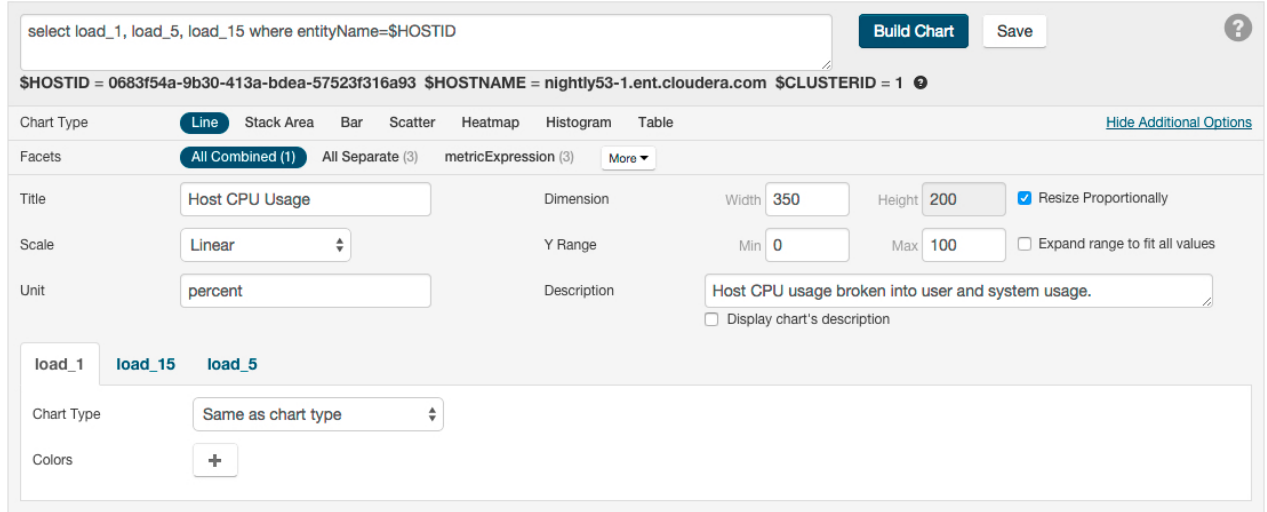 select load_1, load_5, load_15 where entityName=$HOSTID
Build Chart
Save
?
$HOSTID = 0683f54a-9b30-413a-bdea-57523f316a93 $HOSTNAME = nightly53-1.ent.cloudera.com $CLUSTERID = 1 ?
Chart Type Line Stack Area Bar Scatter Heatmap Histogram Table Hide Additional Options
Facets All Combined (1) All Separate (3) metricExpression (3) More
Title Host CPU Usage Dimension Width 350 Height 200 Resize Proportionally
Scale Linear Y Range Min 0 Max 100 Expand range to fit all values
Unit percent Description Host CPU usage broken into user and system usage.
Display chart's description
load_1 load_15 load_5
Chart Type Same as chart type
Colors +